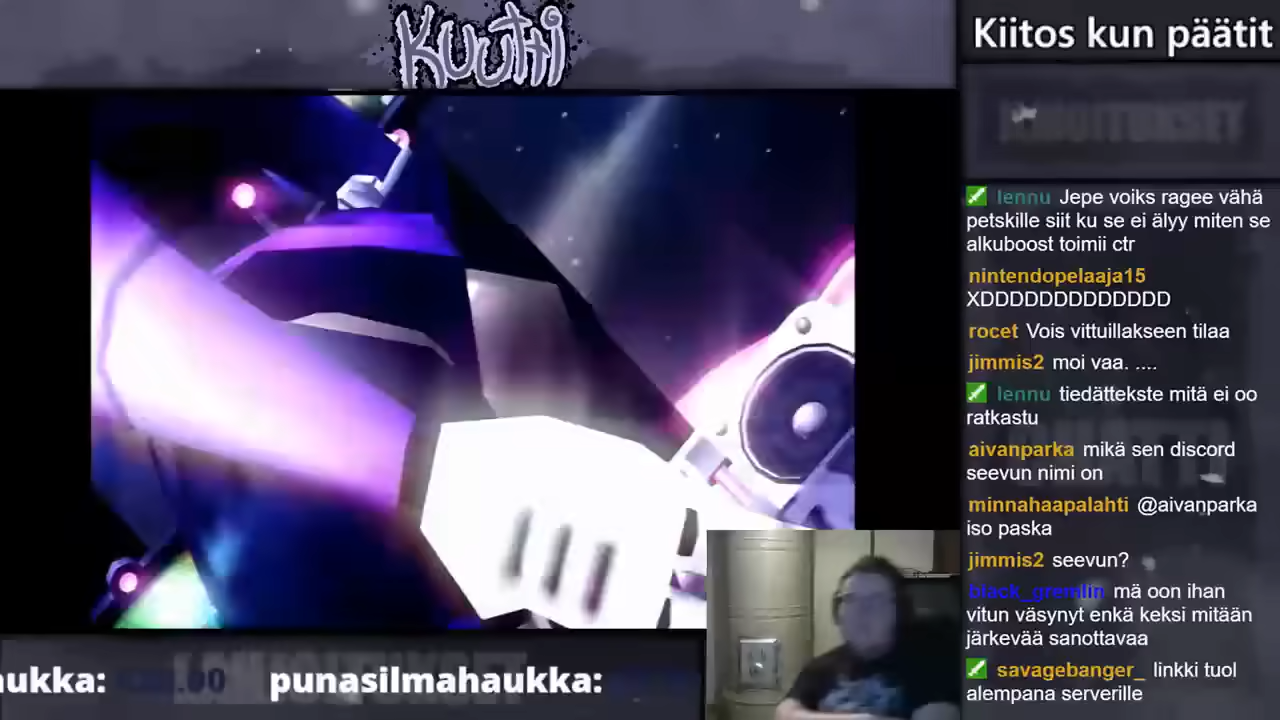 Kuutti
Kiitos kun päätit
lennu Jepe voiks ragee vähä
petskille siit ku se ei älyy miten se
alkuboost toimii ctr
nintendopelaaja15
XDDDDDDDDDDDDD
rocet Vois vittuillakseen tilaa
jimmis2 moi vaa. ....
lennu tiedättekste mitä ei oo
ratkastu
aivanparka mikä sen discord
seevun nimi on
minnahaapalahti @aivanparka
iso paska
jimmis2 seevun?
black_gremlin mä oon ihan
vitun väsynyt enkä keksi mitään
järkevää sanottavaa
savagebanger_ linkki tuol
alempana serverille
aukka: punasilmahaukka: